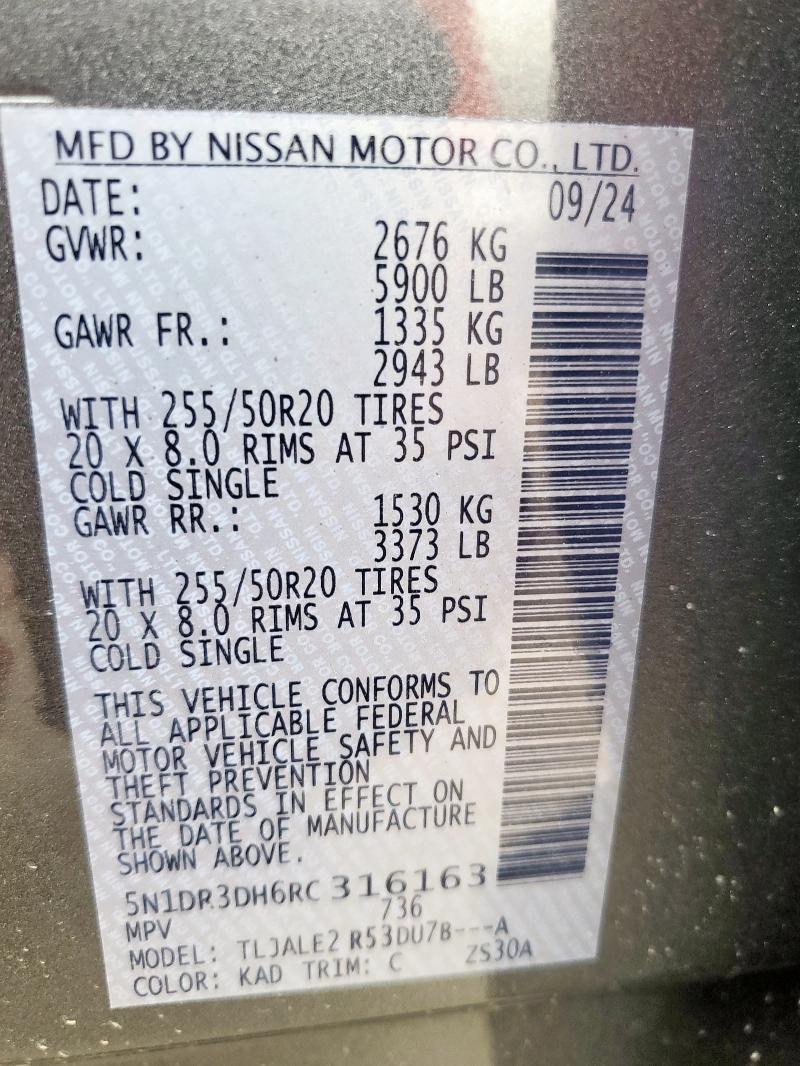 MFD BY NISSAN MOTOR CO., LTD.
DATE: 09/24
GVWR: 2676 KG
5900 LB
GAWR FR.: 1335 KG
2943 LB
WITH 255/50R20 TIRES
20 X 8.0 RIMS AT 35 PSI
COLD SINGLE
GAWR RR.: 1530 KG
3373 LB
WITH 255/50R20 TIRES
20 X 8.0 RIMS AT 35 PSI
COLD SINGLE
THIS VEHICLE CONFORMS TO
ALL APPLICABLE FEDERAL
MOTOR VEHICLE SAFETY AND
THEFT PREVENTION
STANDARDS IN EFFECT ON
THE DATE OF MANUFACTURE
SHOWN ABOVE.
5N1DR3DH6RC 316163
MPV 736
MODEL: TLJALE2 R53DU7B---A
COLOR: KAD TRIM: C ZS30A